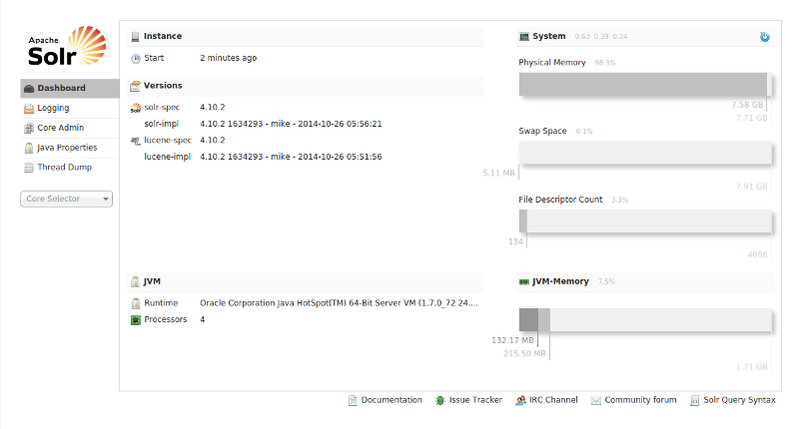 Apache
Solr
Dashboard
Logging
Core Admin
Java Properties
Thread Dump
Core Selector
Instance
Start 2 minutes ago
Versions
solr-spec 4.10.2
solr-impl 4.10.2 1634293 - mike - 2014-10-26 05:56:21
lucene-spec 4.10.2
lucene-impl 4.10.2 1634293 - mike - 2014-10-26 05:51:56
JVM
Runtime Oracle Corporation Java HotSpot(TM) 64-Bit Server VM (1.7.0_72 24....
Processors 4
System 0.63 0.39 0.34
Physical Memory 98.3%
7.58 GB
7.71 GB
Swap Space 0.1%
5.11 MB
7.91 GB
File Descriptor Count 3.3%
134
4096
JVM-Memory 7.5%
132.17 MB
215.50 MB
1.71 GB
Documentation Issue Tracker IRC Channel Community forum Solr Query Syntax